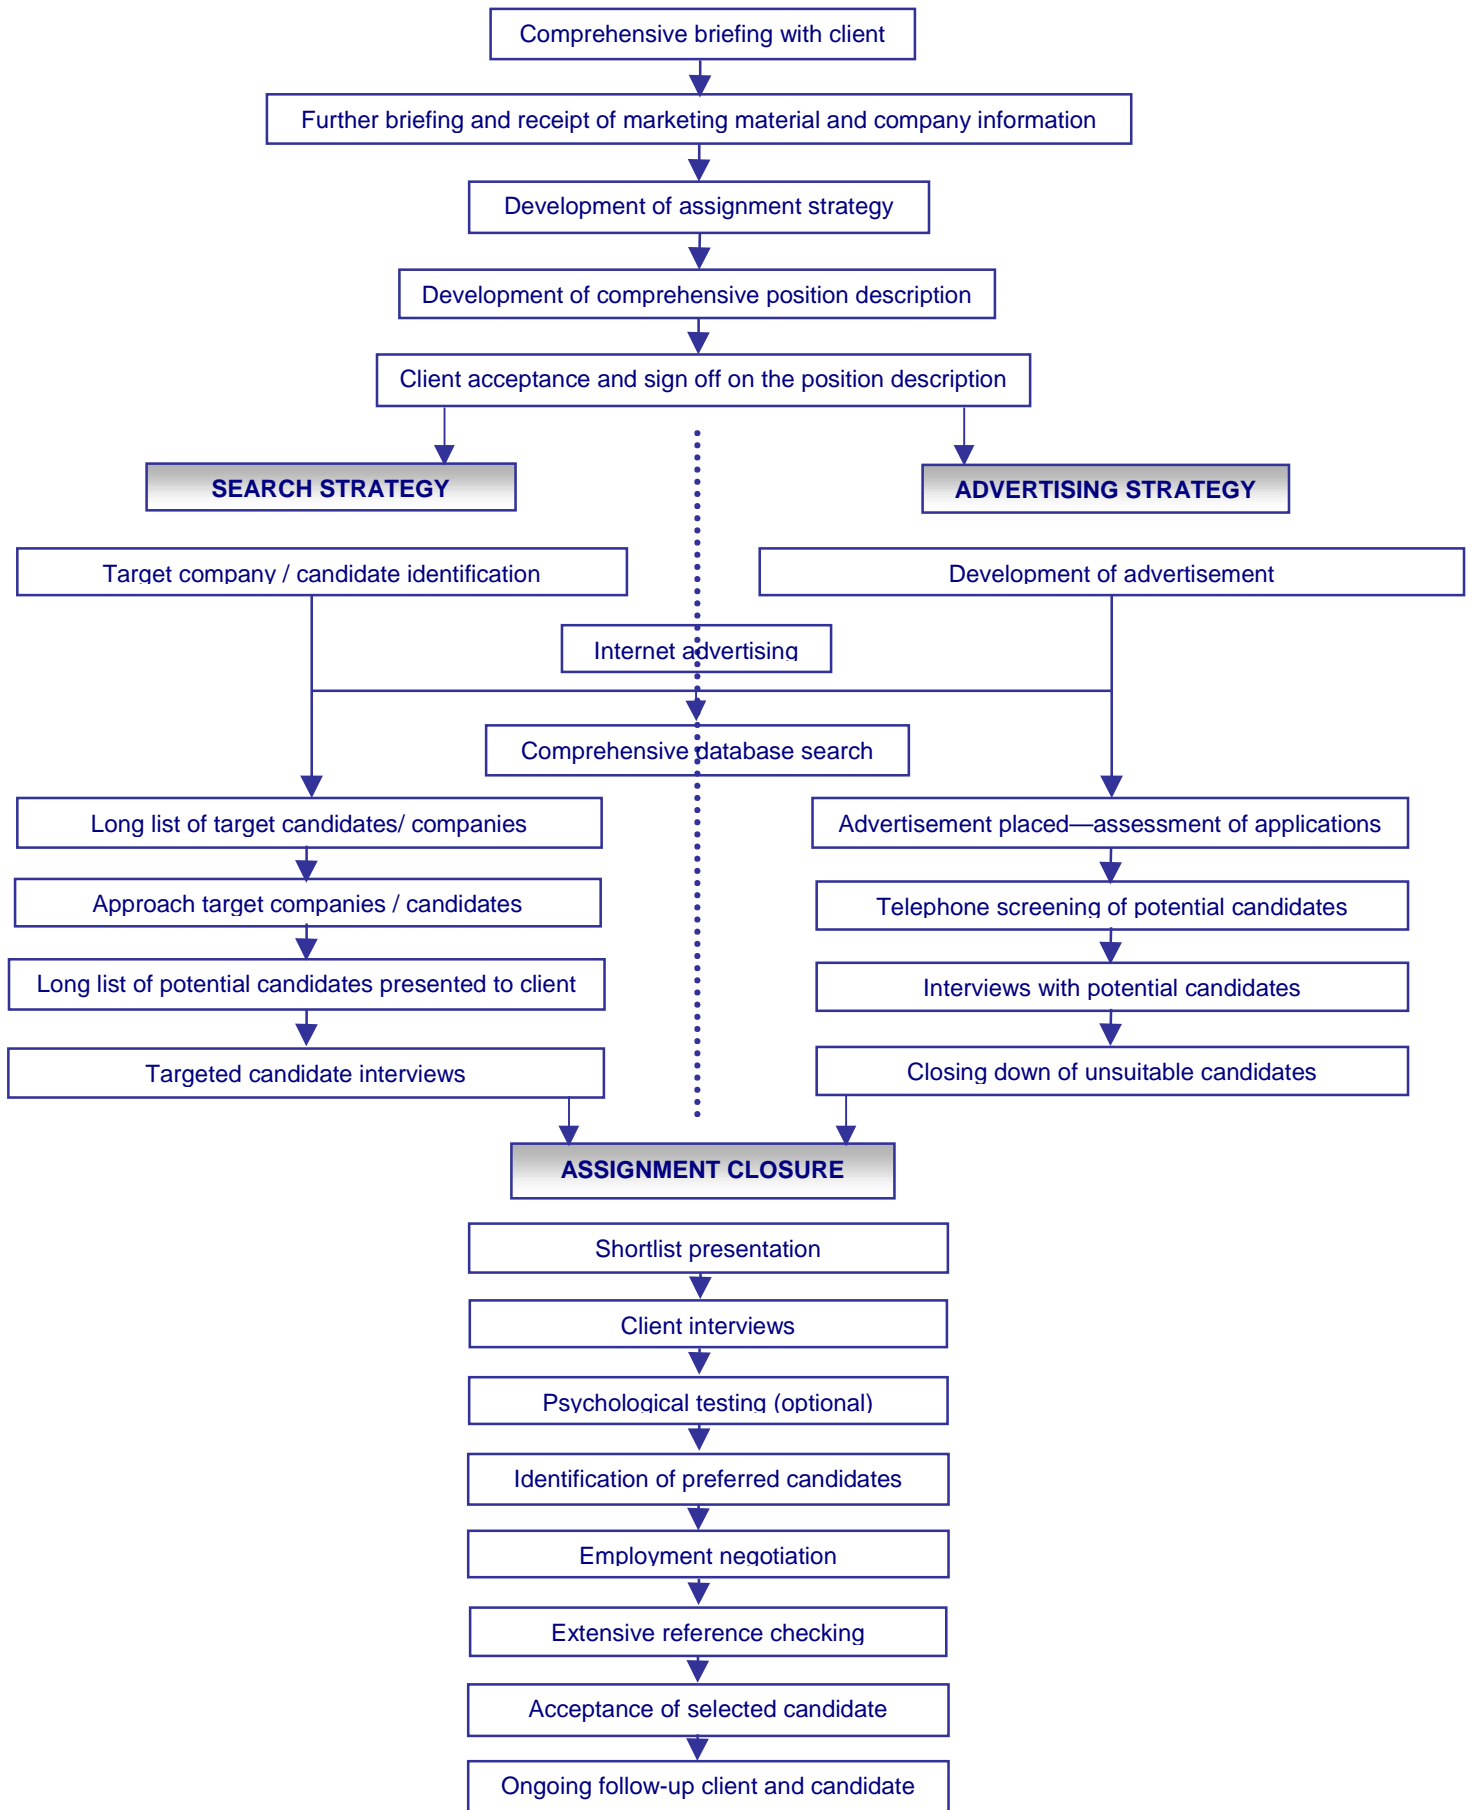 Comprehensive briefing with client
Further briefing and receipt of marketing material and company information
Development of assignment strategy
Development of comprehensive position description
Client acceptance and sign off on the position description
SEARCH STRATEGY
ADVERTISING STRATEGY
Target company / candidate identification
Development of advertisement
Internet advertising
Comprehensive database search
Long list of target candidates/ companies
Advertisement placed—assessment of applications
Approach target companies / candidates
Telephone screening of potential candidates
Long list of potential candidates presented to client
Interviews with potential candidates
Targeted candidate interviews
Closing down of unsuitable candidates
ASSIGNMENT CLOSURE
Shortlist presentation
Client interviews
Psychological testing (optional)
Identification of preferred candidates
Employment negotiation
Extensive reference checking
Acceptance of selected candidate
Ongoing follow-up client and candidate